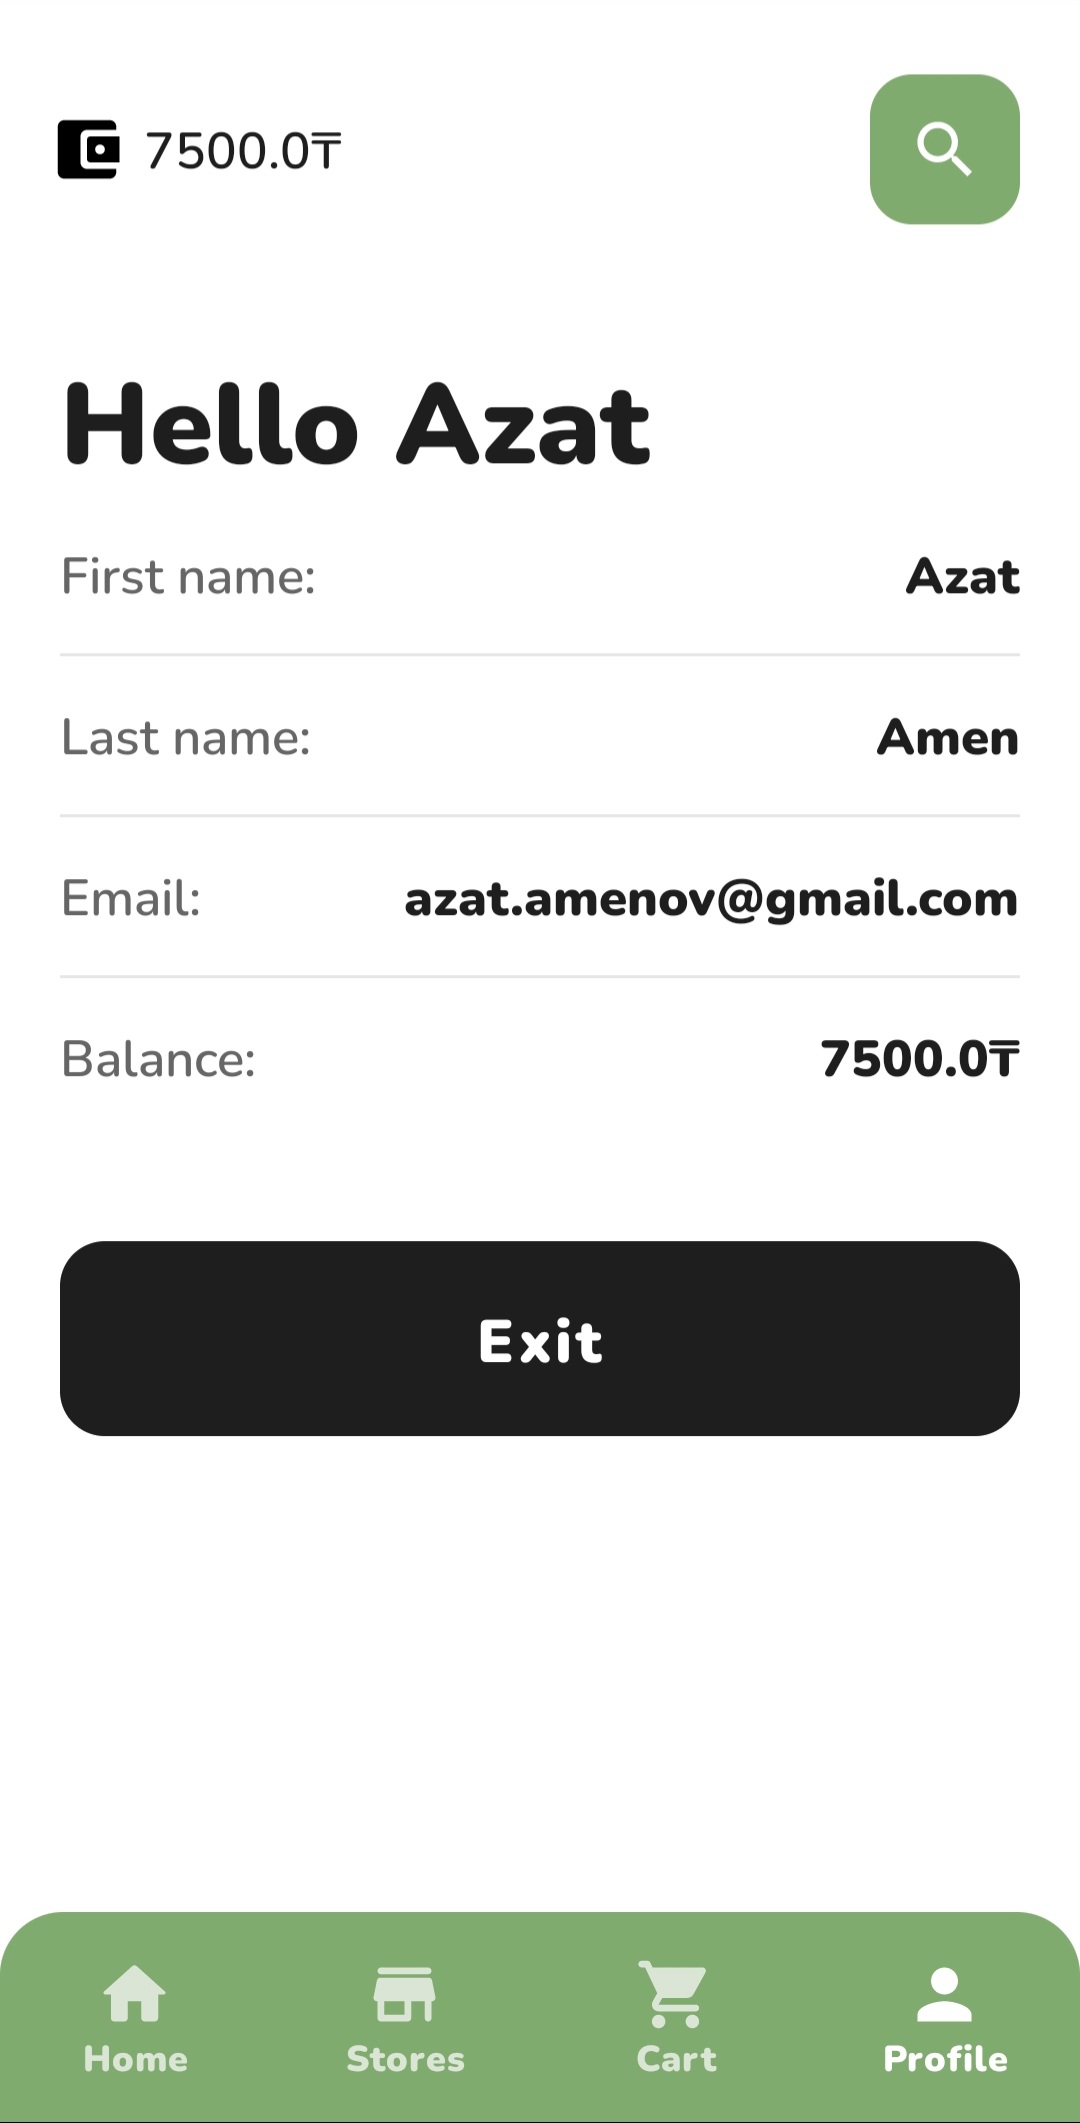 7500.0₸
Hello Azat
First name: Azat
Last name: Amen
Email: azat.amenov@gmail.com
Balance: 7500.0₸
Exit
Home Stores Cart Profile